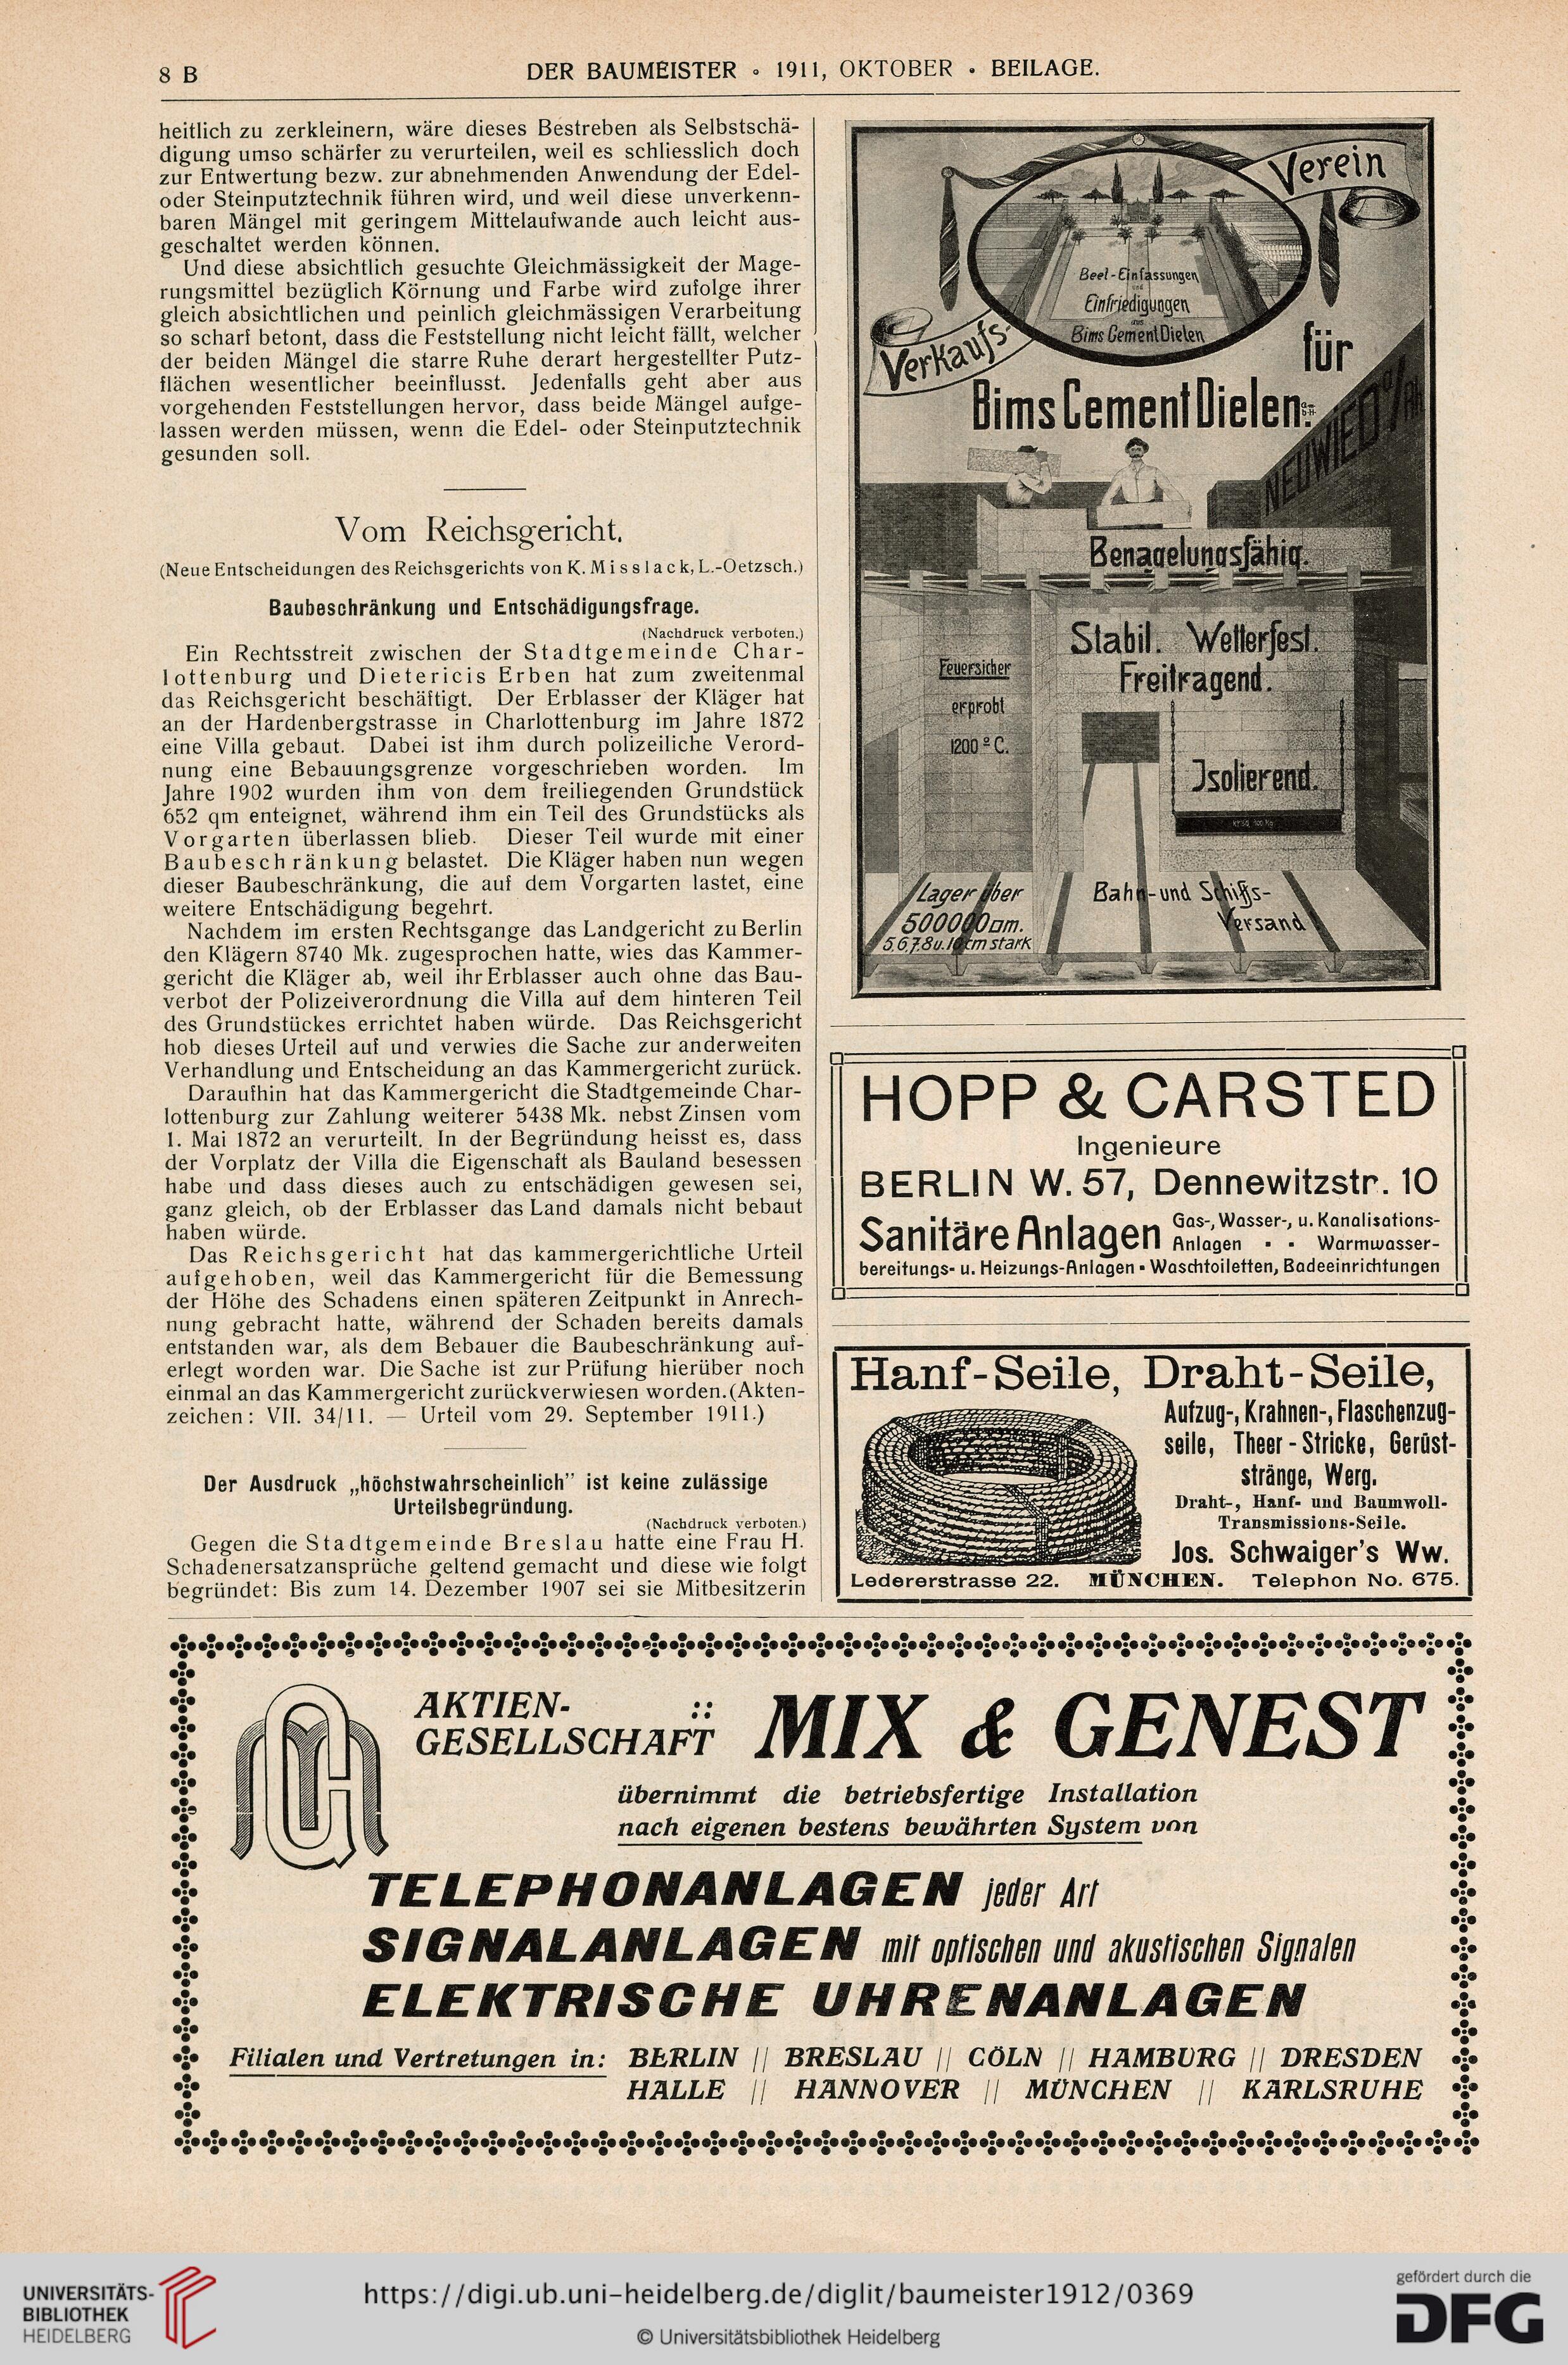 8 B
DER BAUMEISTER ∘ 1911, OKTOBER • BEILAGE.
heitlich zu zerkleinern, wäre dieses Bestreben als Selbstschä-
digung umso schärfer zu verurteilen, weil es schliesslich doch
zur Entwertung bezw. zur abnehmenden Anwendung der Edel-
oder Steinputztechnik führen wird, und weil diese unverkenn-
baren Mängel mit geringem Mittelaufwande auch leicht aus-
geschaltet werden können.
Und diese absichtlich gesuchte Gleichmässigkeit der Mage-
rungsmittel bezüglich Körnung und Farbe wird zufolge ihrer
gleich absichtlichen und peinlich gleichmässigen Verarbeitung
so scharf betont, dass die Feststellung nicht leicht fällt, welcher
der beiden Mängel die starre Ruhe derart hergestellter Putz-
flächen wesentlicher beeinflusst. Jedenfalls geht aber aus
vorgehenden Feststellungen hervor, dass beide Mängel aufge-
lassen werden müssen, wenn die Edel- oder Steinputztechnik
gesunden soll.
Vom Reichsgericht.
(Neue Entscheidungen des Reichsgerichts von K. Misslack, L.-Oetzsch.)
Baubeschränkung und Entschädigungsfrage.
(Nachdruck verboten.)
Ein Rechtsstreit zwischen der Stadtgemeinde Char-
lottenburg und Dietericis Erben hat zum zweitenmal
das Reichsgericht beschäftigt. Der Erblasser der Kläger hat
an der Hardenbergstrasse in Charlottenburg im Jahre 1872
eine Villa gebaut. Dabei ist ihm durch polizeiliche Verord-
nung eine Bebauungsgrenze vorgeschrieben worden. Im
Jahre 1902 wurden ihm von dem freiliegenden Grundstück
652 qm enteignet, während ihm ein Teil des Grundstücks als
Vorgarten überlassen blieb. Dieser Teil wurde mit einer
Baubeschränkung belastet. Die Kläger haben nun wegen
dieser Baubeschränkung, die auf dem Vorgarten lastet, eine
weitere Entschädigung begehrt.
Nachdem im ersten Rechtsgange das Landgericht zu Berlin
den Klägern 8740 Mk. zugesprochen hatte, wies das Kammer-
gericht die Kläger ab, weil ihr Erblasser auch ohne das Bau-
verbot der Polizeiverordnung die Villa auf dem hinteren Teil
des Grundstückes errichtet haben würde. Das Reichsgericht
hob dieses Urteil auf und verwies die Sache zur anderweiten
Verhandlung und Entscheidung an das Kammergericht zurück.
Daraufhin hat das Kammergericht die Stadtgemeinde Char-
lottenburg zur Zahlung weiterer 5438 Mk. nebst Zinsen vom
1. Mai 1872 an verurteilt. In der Begründung heisst es, dass
der Vorplatz der Villa die Eigenschaft als Bauland besessen
habe und dass dieses auch zu entschädigen gewesen sei,
ganz gleich, ob der Erblasser das Land damals nicht bebaut
haben würde.
Das Reichsgericht hat das kammergerichtliche Urteil
aufgehoben, weil das Kammergericht für die Bemessung
der Höhe des Schadens einen späteren Zeitpunkt in Anrech-
nung gebracht hatte, während der Schaden bereits damals
entstanden war, als dem Bebauer die Baubeschränkung auf-
erlegt worden war. Die Sache ist zur Prüfung hierüber noch
einmal an das Kammergericht zurückverwiesen worden. (Akten-
zeichen: VII. 34/11. — Urteil vom 29. September 1911.)
Der Ausdruck „höchstwahrscheinlich" ist keine zulässige
Urteilsbegründung.
(Nachdruck verboten.)
Gegen die Stadtgemeinde Breslau hatte eine Frau H.
Schadenersatzansprüche geltend gemacht und diese wie folgt
begründet: Bis zum 14. Dezember 1907 sei sie Mitbesitzerin
Verkaufs-
Verein
Beet-Einfassungen
und
Einfriedigungen
aus
Bims Cement Dielen
für
Bims Cement Dielen G.m.b.H.
NEUWIED a/Rh.
Benagelungsfähig.
Stabil. Wetterfest.
Freitragend.
Feuersicher
erprobt
1200 º C.
Isolierend.
Lager über
500000 □m.
5.6.7.8 u. 10 cm stark
Bahn- und Schiffs-
Versand
HOPP & CARSTED
Ingenieure
BERLIN W. 57, Dennewitzstr. 10
Sanitäre Anlagen Gas-, Wasser-, u. Kanalisations-
Anlagen ▪ ▪ Warmwasser-
bereitungs- u. Heizungs-Anlagen ▪ Waschtoiletten, Badeeinrichtungen
Hanf-Seile, Draht-Seile,
Aufzug-, Krahnen-, Flaschenzug-
seile, Theer-Stricke, Gerüst-
stränge, Werg.
Draht-, Hanf- und Baumwoll-
Transmissions-Seile.
Jos. Schwaiger's Ww.
Ledererstrasse 22. MÜNCHEN. Telephon No. 675.
AKTIEN- ::
GESELLSCHAFT MIX & GENEST
übernimmt die betriebsfertige Installation
nach eigenen bestens bewährten System von
TELEPHONANLAGEN jeder Art
SIGNALANLAGEN mit optischen und akustischen Signalen
ELEKTRISCHE UHRENANLAGEN
Filialen und Vertretungen in: BERLIN || BRESLAU || CÖLN || HAMBURG || DRESDEN
HALLE || HANNOVER || MÜNCHEN || KARLSRUHE
UNIVERSITÄTS-
BIBLIOTHEK
HEIDELBERG
https://digi.ub.uni-heidelberg.de/diglit/baumeister1912/0369
© Universitätsbibliothek Heidelberg
gefördert durch die
DFG